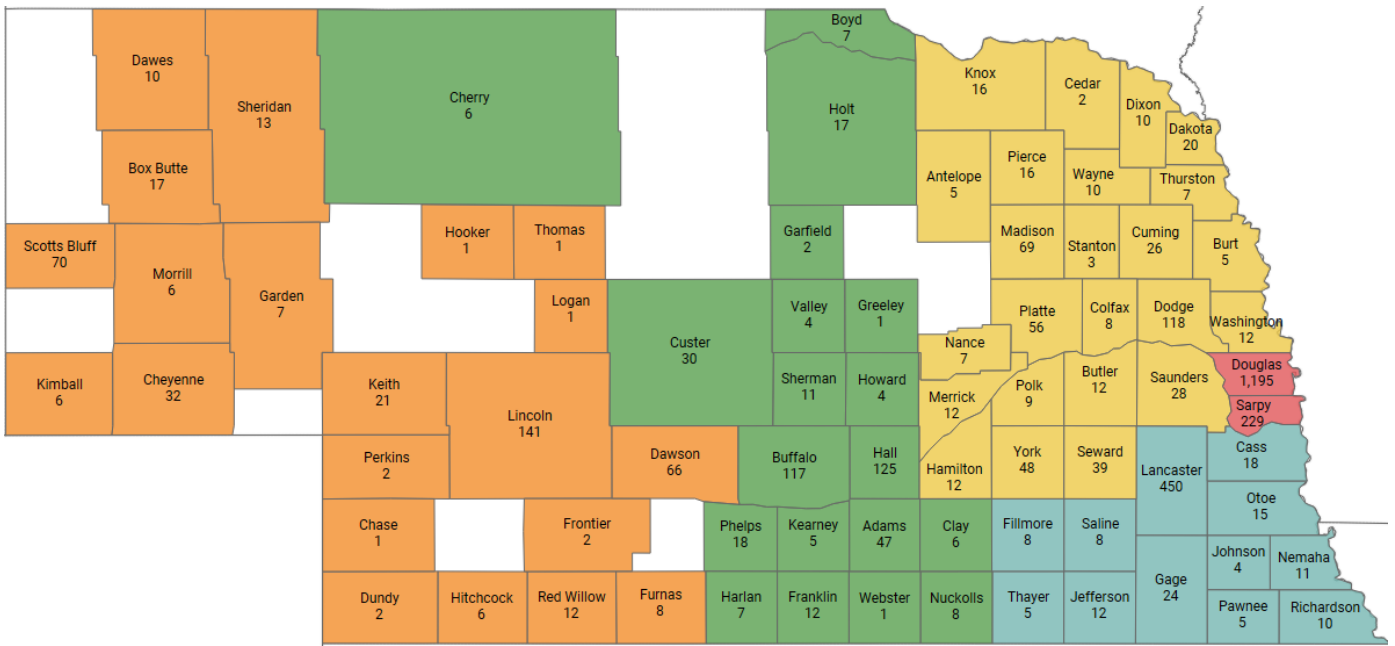 Boyd
7
Dawes
10
Sheridan
13
Cherry
6
Holt
17
Knox
16
Cedar
2
Dixon
10
Dakota
20
Box Butte
17
Antelope
5
Pierce
16
Wayne
10
Thurston
7
Scotts Bluff
70
Morrill
6
Garden
7
Hooker
1
Thomas
1
Garfield
2
Madison
69
Stanton
3
Cuming
26
Burt
5
Logan
1
Custer
30
Valley
4
Greeley
1
Platte
56
Colfax
8
Dodge
118
Washington
12
Nance
7
Kimball
6
Cheyenne
32
Keith
21
Lincoln
141
Sherman
11
Howard
4
Merrick
12
Polk
9
Butler
12
Saunders
28
Douglas
1,195
Sarpy
229
Perkins
2
Dawson
66
Buffalo
117
Hall
125
Hamilton
12
York
48
Seward
39
Lancaster
450
Cass
18
Otoe
15
Chase
1
Frontier
2
Phelps
18
Kearney
5
Adams
47
Clay
6
Fillmore
8
Saline
8
Gage
24
Johnson
4
Nemaha
11
Dundy
2
Hitchcock
6
Red Willow
12
Furnas
8
Harlan
7
Franklin
12
Webster
1
Nuckolls
8
Thayer
5
Jefferson
12
Pawnee
5
Richardson
10